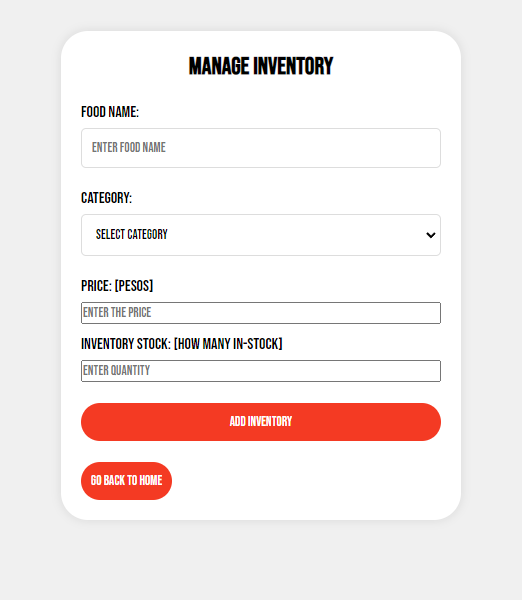 MANAGE INVENTORY
FOOD NAME:
ENTER FOOD NAME
CATEGORY:
SELECT CATEGORY
PRICE: [PESOS]
ENTER THE PRICE
INVENTORY STOCK: [HOW MANY IN-STOCK]
ENTER QUANTITY
ADD INVENTORY
GO BACK TO HOME